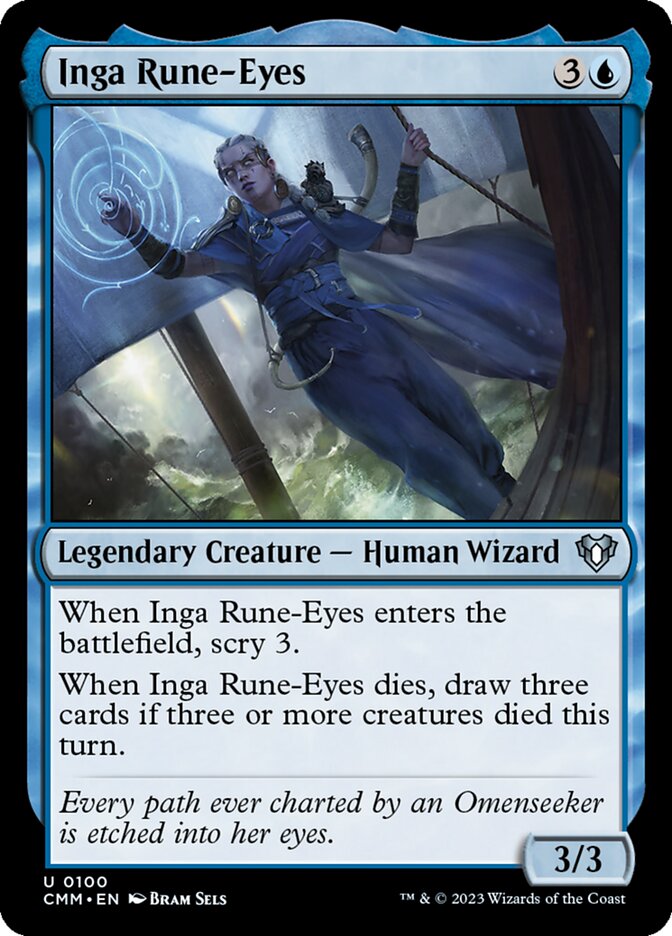 Inga Rune-Eyes 3
Legendary Creature — Human Wizard
When Inga Rune-Eyes enters the
battlefield, scry 3.
When Inga Rune-Eyes dies, draw three
cards if three or more creatures died this
turn.
Every path ever charted by an Omenseeker
is etched into her eyes.
3/3
U 0100
CMM • EN Bram Sels
™ & © 2023 Wizards of the Coast